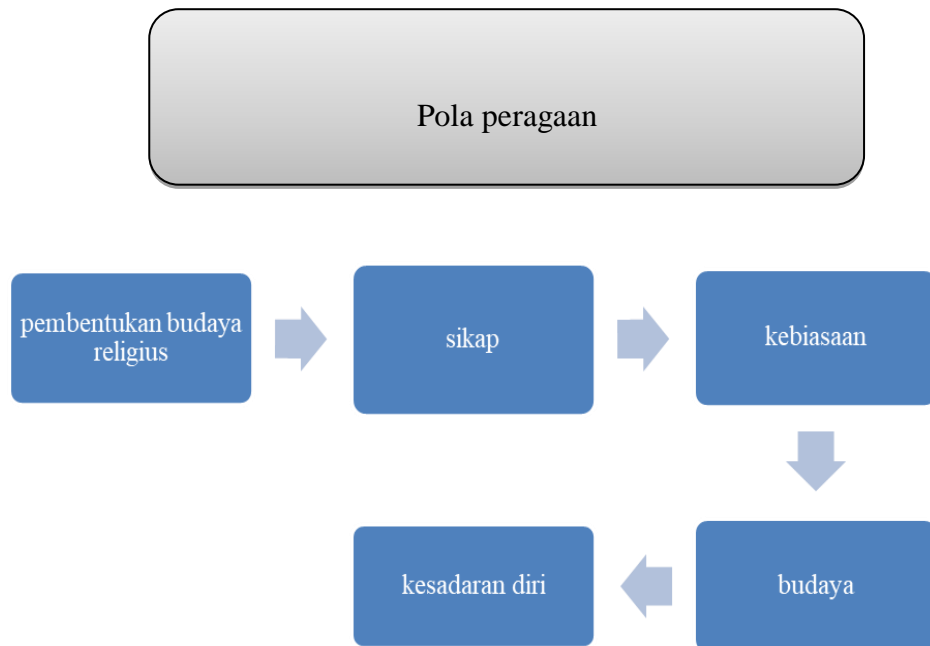 Pola peragaan
pembentukan budaya
religius
sikap
kebiasaan
budaya
kesadaran diri